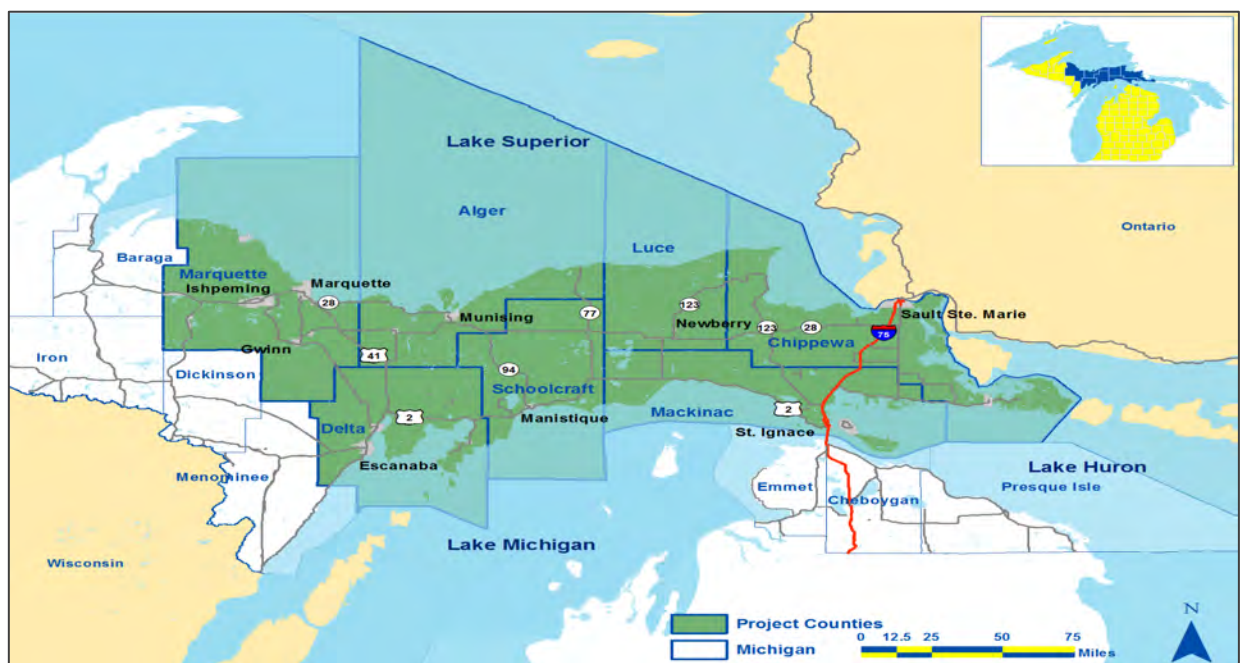 Lake Superior
Alger
Ontario
Luce
Baraga
Marquette
Ishpeming
Marquette
28
Munising
77
123
Newberry
123
28
Sault Ste. Marie
75
Chippewa
Iron
Gwinn
41
Dickinson
94
Schoolcraft
Delta
2
Manistique
Mackinac
2
St. Ignace
Escanaba
Menominee
Emmet
Cheboygan
Lake Huron
Presque Isle
Lake Michigan
Wisconsin
Project Counties
Michigan
0 12.5 25 50 75
Miles
N